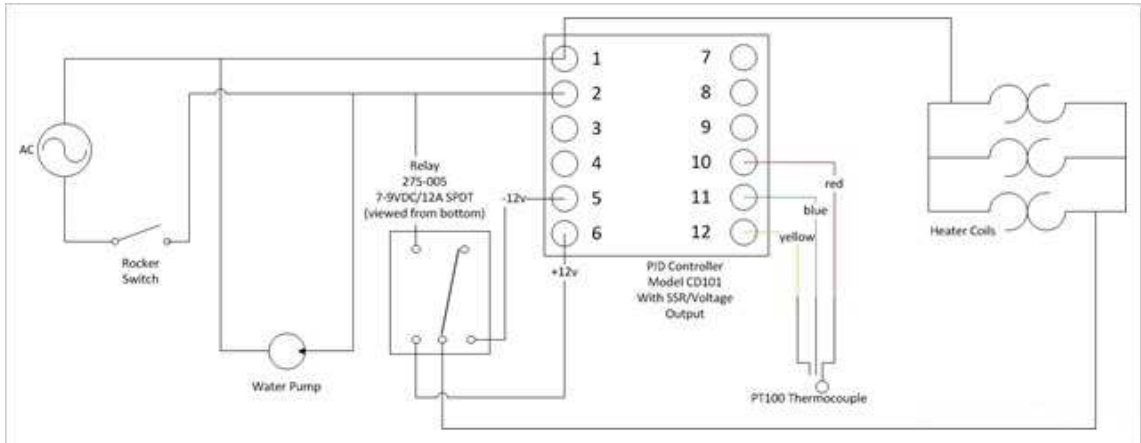 AC
Rocker
Switch
Water Pump
Relay
275-005
7-9VDC/12A SPDT
(viewed from bottom)
-12v
+12v
1
2
3
4
5
6
7
8
9
10
11
12
PID Controller
Model CD101
With SSR/Voltage
Output
red
blue
yellow
PT100 Thermocouple
Heater Coils